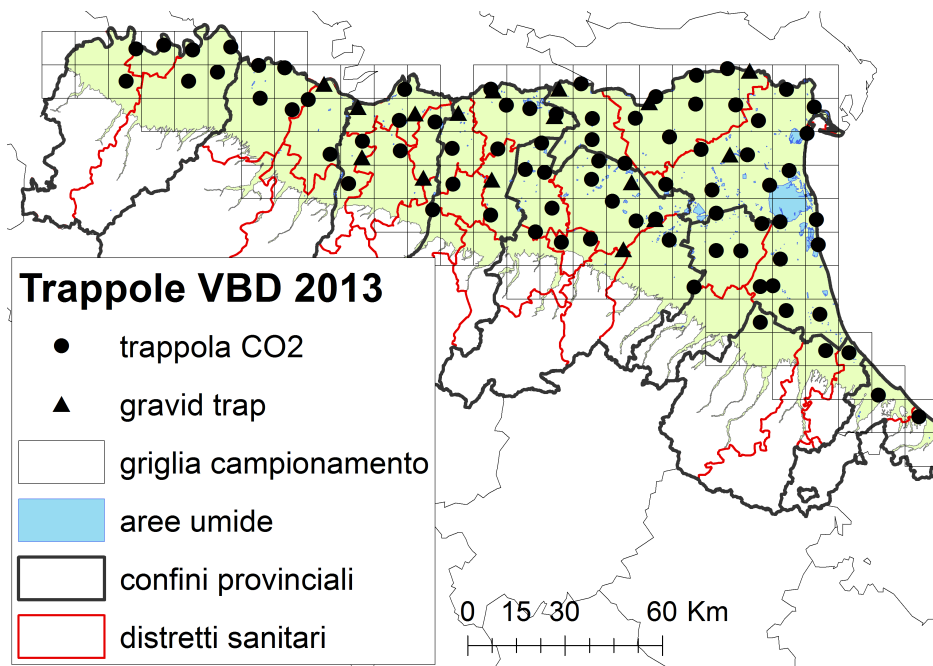 Trappole VBD 2013
trappola CO2
gravid trap
griglia campionamento
aree umide
confini provinciali
distretti sanitari
0 15 30 60 Km